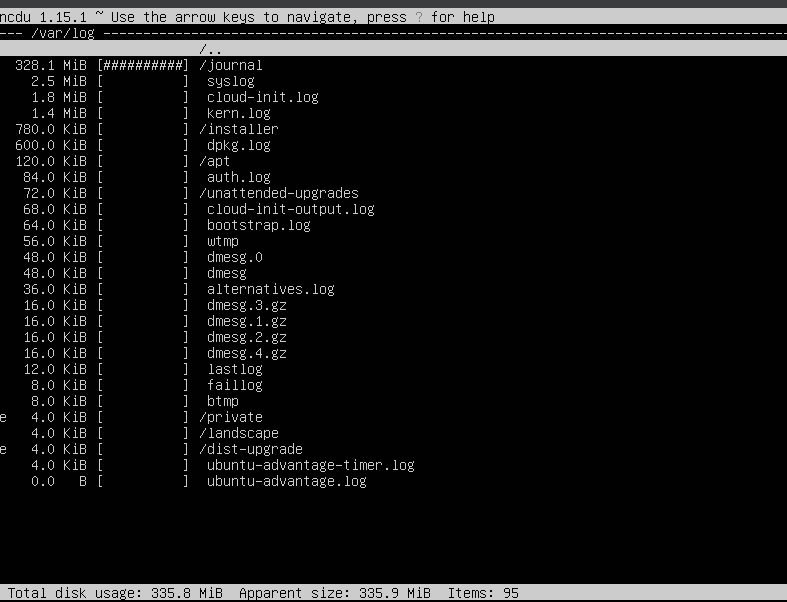 ncdu 1.15.1 ~ Use the arrow keys to navigate, press ? for help
--- /var/log ----------------------------------------------------------------------------------
/..
328.1 MiB [##########] /journal
2.5 MiB [          ]  syslog
1.8 MiB [          ]  cloud-init.log
1.4 MiB [          ]  kern.log
780.0 KiB [          ] /installer
600.0 KiB [          ]  dpkg.log
120.0 KiB [          ] /apt
84.0 KiB [          ]  auth.log
72.0 KiB [          ] /unattended-upgrades
68.0 KiB [          ]  cloud-init-output.log
64.0 KiB [          ]  bootstrap.log
56.0 KiB [          ]  wtmp
48.0 KiB [          ]  dmesg.0
48.0 KiB [          ]  dmesg
36.0 KiB [          ]  alternatives.log
16.0 KiB [          ]  dmesg.3.gz
16.0 KiB [          ]  dmesg.1.gz
16.0 KiB [          ]  dmesg.2.gz
16.0 KiB [          ]  dmesg.4.gz
12.0 KiB [          ]  lastlog
8.0 KiB [          ]  faillog
8.0 KiB [          ]  btmp
e   4.0 KiB [          ] /private
4.0 KiB [          ] /landscape
e   4.0 KiB [          ] /dist-upgrade
4.0 KiB [          ]  ubuntu-advantage-timer.log
0.0   B [          ]  ubuntu-advantage.log
Total disk usage: 335.8 MiB  Apparent size: 335.9 MiB  Items: 95